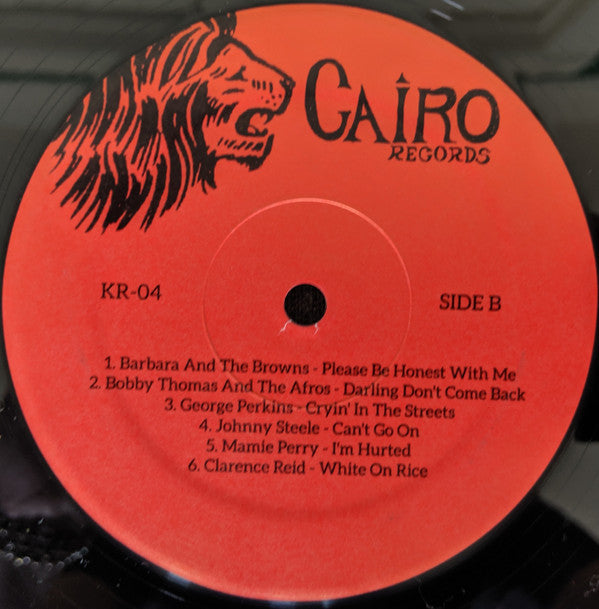 CAIRO
RECORDS
KR-04
SIDE B
1. Barbara And The Browns - Please Be Honest With Me
2. Bobby Thomas And The Afros - Darling Don't Come Back
3. George Perkins - Cryin' In The Streets
4. Johnny Steele - Can't Go On
5. Mamie Perry - I'm Hurted
6. Clarence Reid - White On Rice